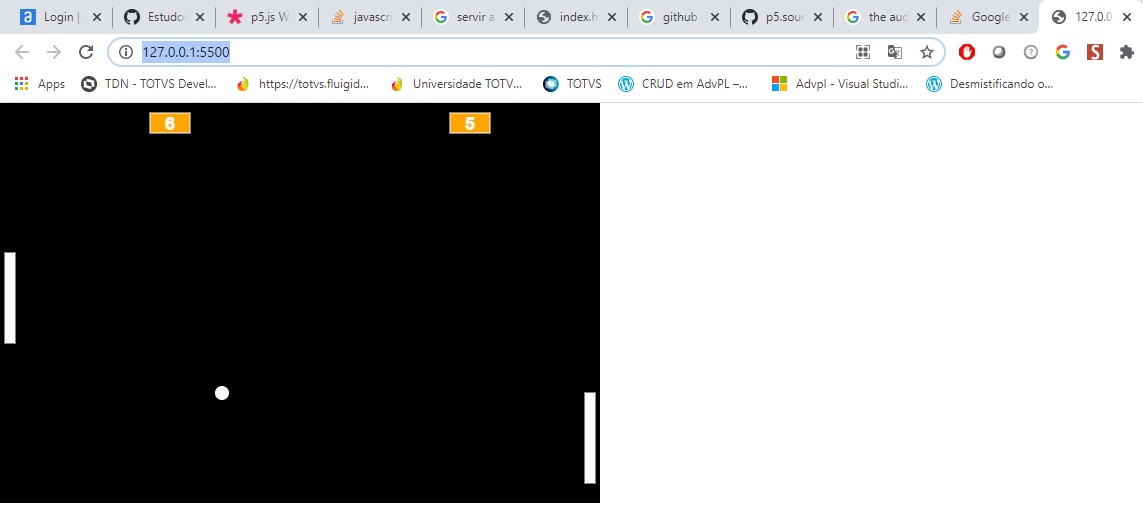 Login |
Estudos
p5.js W
javascri
servir a
index.h
github
p5.sour
the aud
Google
127.0.0
127.0.0.1:5500
Apps TDN - TOTVS Devel... https://totvs.fluigid... Universidade TOTV... TOTVS CRUD em AdvPL –... Advpl - Visual Studi... Desmistificando o...
6 5